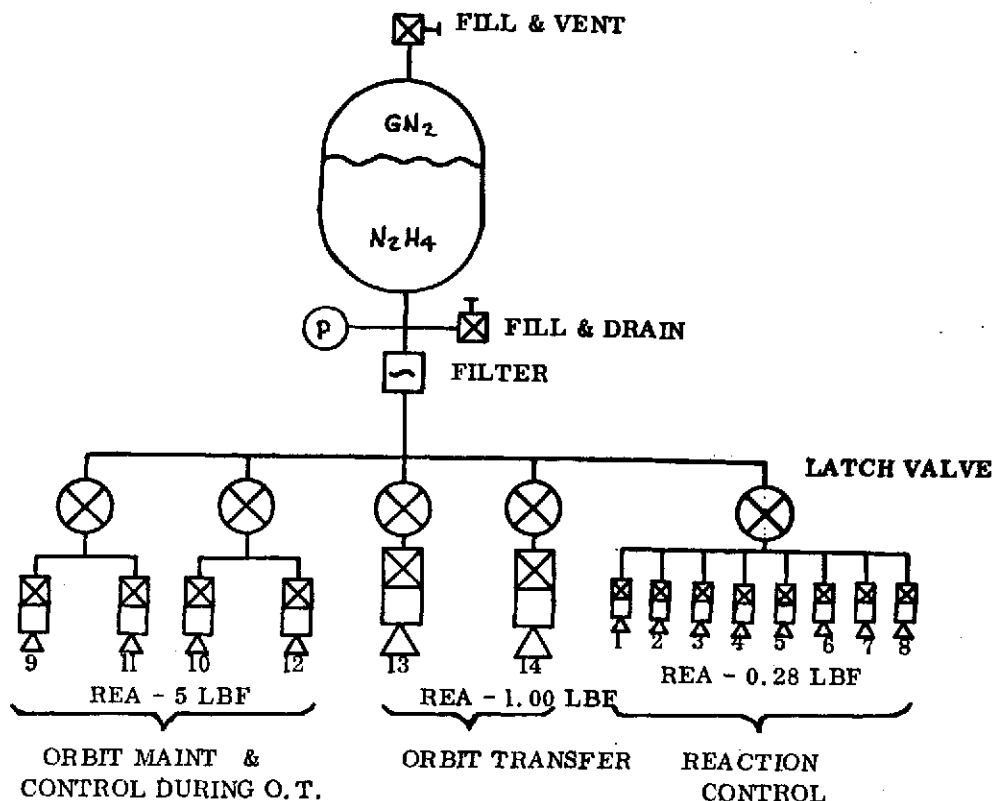 FILL & VENT
GN₂
N₂H₄
P
FILL & DRAIN
FILTER
LATCH VALVE
9 11 10 12 13 14 1 2 3 4 5 6 7 8
REA - 5 LBF
REA - 1.00 LBF
REA - 0.28 LBF
ORBIT MAINT &
CONTROL DURING O.T.
ORBIT TRANSFER
REACTION
CONTROL